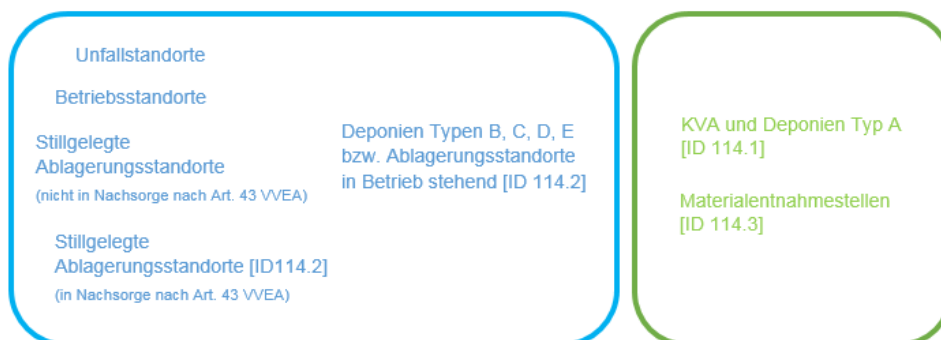 Unfallstandorte
Betriebsstandorte
Stillgelegte
Ablagerungsstandorte
(nicht in Nachsorge nach Art. 43 VVEA)
Stillgelegte
Ablagerungsstandorte [ID114.2]
(in Nachsorge nach Art. 43 VVEA)
Deponien Typen B, C, D, E
bzw. Ablagerungsstandorte
in Betrieb stehend [ID 114.2]
KVA und Deponien Typ A
[ID 114.1]
Materialentnahmestellen
[ID 114.3]